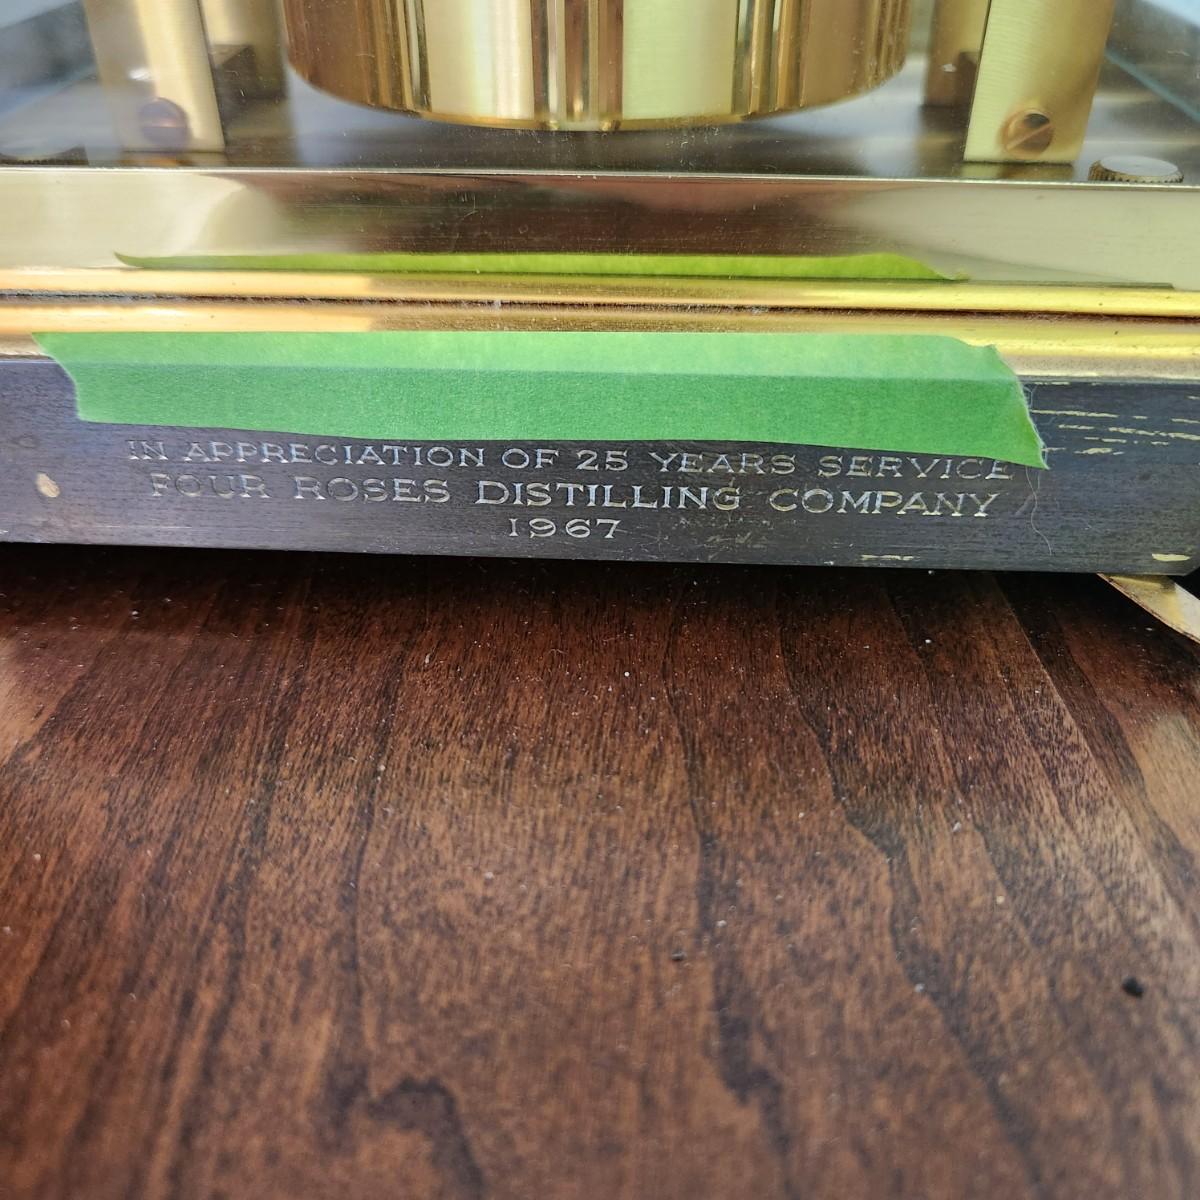 IN APPRECIATION OF 25 YEARS SERVICE
FOUR ROSES DISTILLING COMPANY
1967